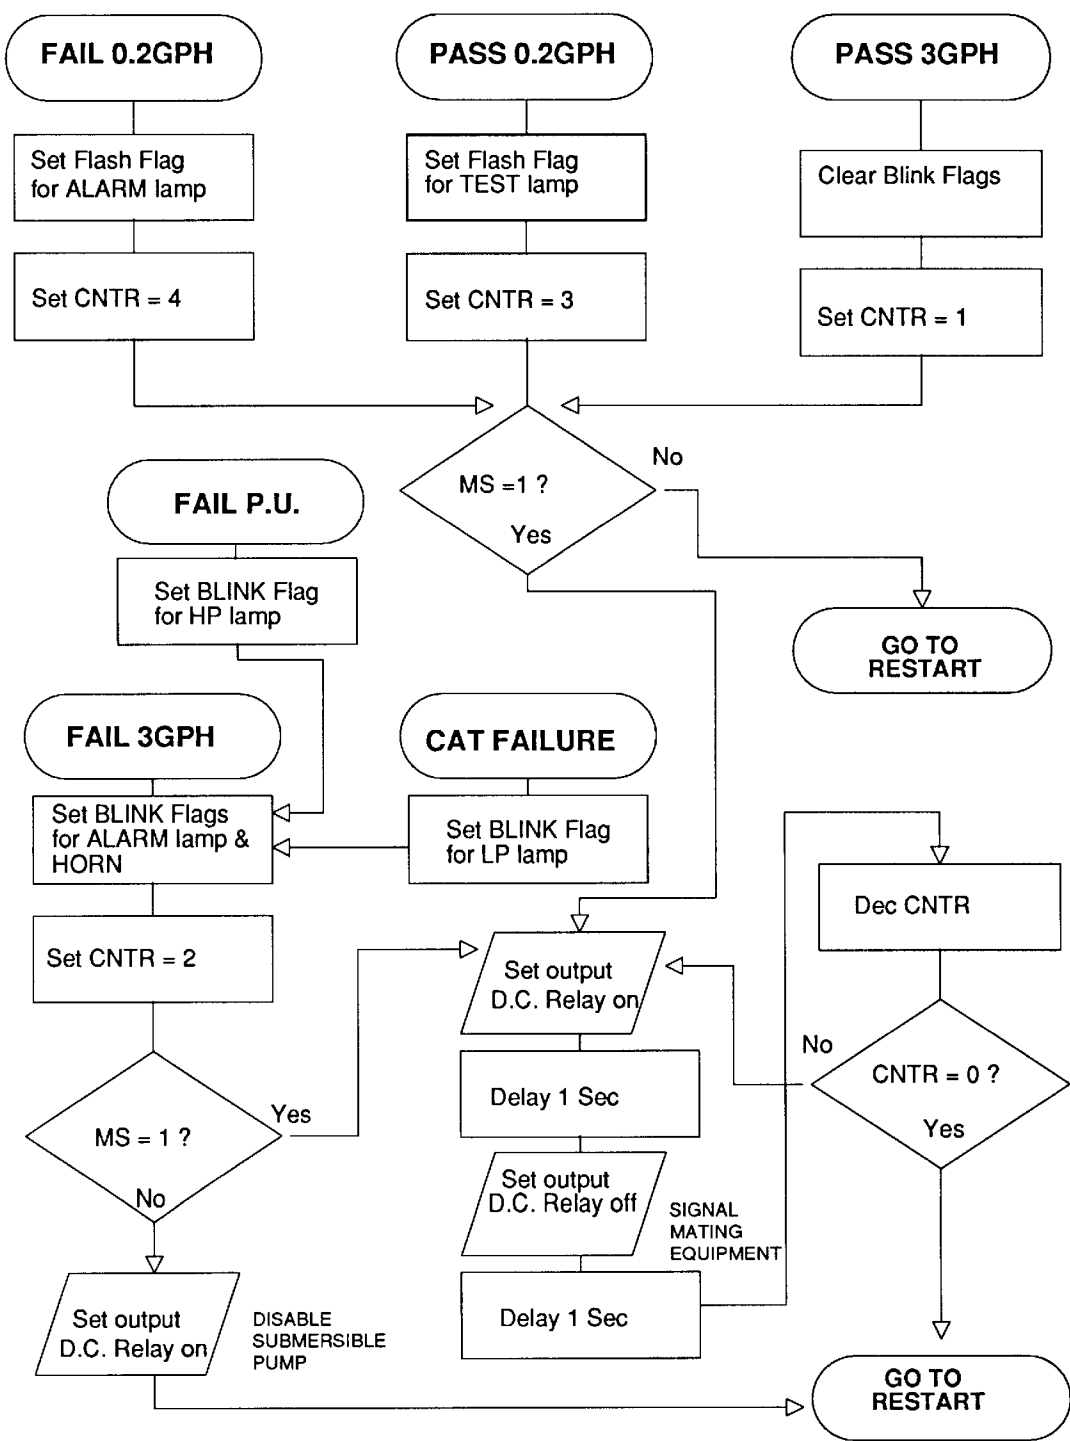 FAIL 0.2GPH
PASS 0.2GPH
PASS 3GPH
Set Flash Flag
for ALARM lamp
Set Flash Flag
for TEST lamp
Clear Blink Flags
Set CNTR = 4
Set CNTR = 3
Set CNTR = 1
MS =1 ?
Yes
No
FAIL P.U.
Set BLINK Flag
for HP lamp
GO TO
RESTART
FAIL 3GPH
CAT FAILURE
Set BLINK Flags
for ALARM lamp &
HORN
Set BLINK Flag
for LP lamp
Dec CNTR
Set CNTR = 2
Set output
D.C. Relay on
No
CNTR = 0 ?
Yes
Delay 1 Sec
Yes
MS = 1 ?
No
Set output
D.C. Relay off
SIGNAL
MATING
EQUIPMENT
Delay 1 Sec
Set output
D.C. Relay on
DISABLE
SUBMERSIBLE
PUMP
GO TO
RESTART